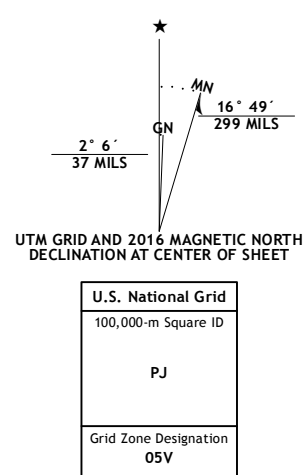 MN
GN
16° 49´
299 MILS
2° 6´
37 MILS
UTM GRID AND 2016 MAGNETIC NORTH
DECLINATION AT CENTER OF SHEET
U.S. National Grid
100,000-m Square ID
PJ
Grid Zone Designation
05V